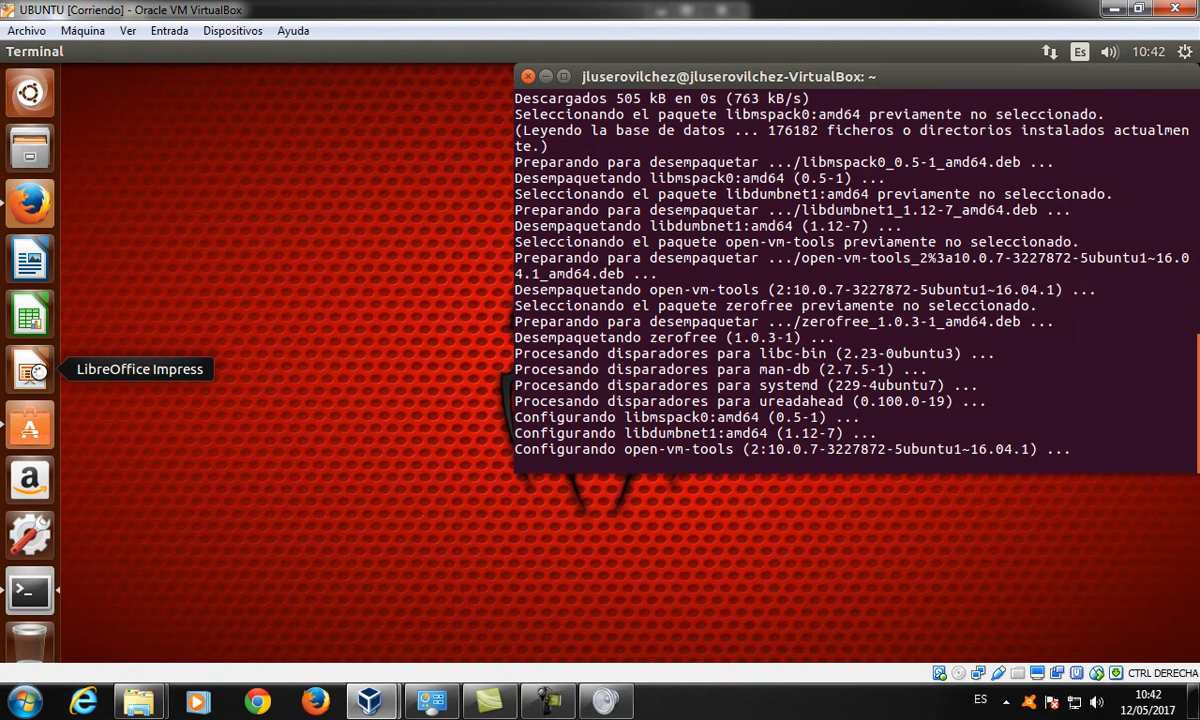 UBUNTU [Corriendo] - Oracle VM VirtualBox
Archivo Máquina Ver Entrada Dispositivos Ayuda
Terminal Es 10:42
jluserovilchez@jluserovilchez-VirtualBox: ~
Descargados 505 kB en 0s (763 kB/s)
Seleccionando el paquete libmspack0:amd64 previamente no seleccionado.
(Leyendo la base de datos ... 176182 ficheros o directorios instalados actualmen
te.)
Preparando para desempaquetar .../libmspack0_0.5-1_amd64.deb ...
Desempaquetando libmspack0:amd64 (0.5-1) ...
Seleccionando el paquete libdumbnet1:amd64 previamente no seleccionado.
Preparando para desempaquetar .../libdumbnet1_1.12-7_amd64.deb ...
Desempaquetando libdumbnet1:amd64 (1.12-7) ...
Seleccionando el paquete open-vm-tools previamente no seleccionado.
Preparando para desempaquetar .../open-vm-tools_2%3a10.0.7-3227872-5ubuntu1~16.0
4.1_amd64.deb ...
Desempaquetando open-vm-tools (2:10.0.7-3227872-5ubuntu1~16.04.1) ...
Seleccionando el paquete zerofree previamente no seleccionado.
Preparando para desempaquetar .../zerofree_1.0.3-1_amd64.deb ...
Desempaquetando zerofree (1.0.3-1) ...
Procesando disparadores para libc-bin (2.23-0ubuntu3) ...
Procesando disparadores para man-db (2.7.5-1) ...
Procesando disparadores para systemd (229-4ubuntu7) ...
Procesando disparadores para ureadahead (0.100.0-19) ...
Configurando libmspack0:amd64 (0.5-1) ...
Configurando libdumbnet1:amd64 (1.12-7) ...
Configurando open-vm-tools (2:10.0.7-3227872-5ubuntu1~16.04.1) ...
LibreOffice Impress
CTRL DERECHA
ES
10:42
12/05/2017